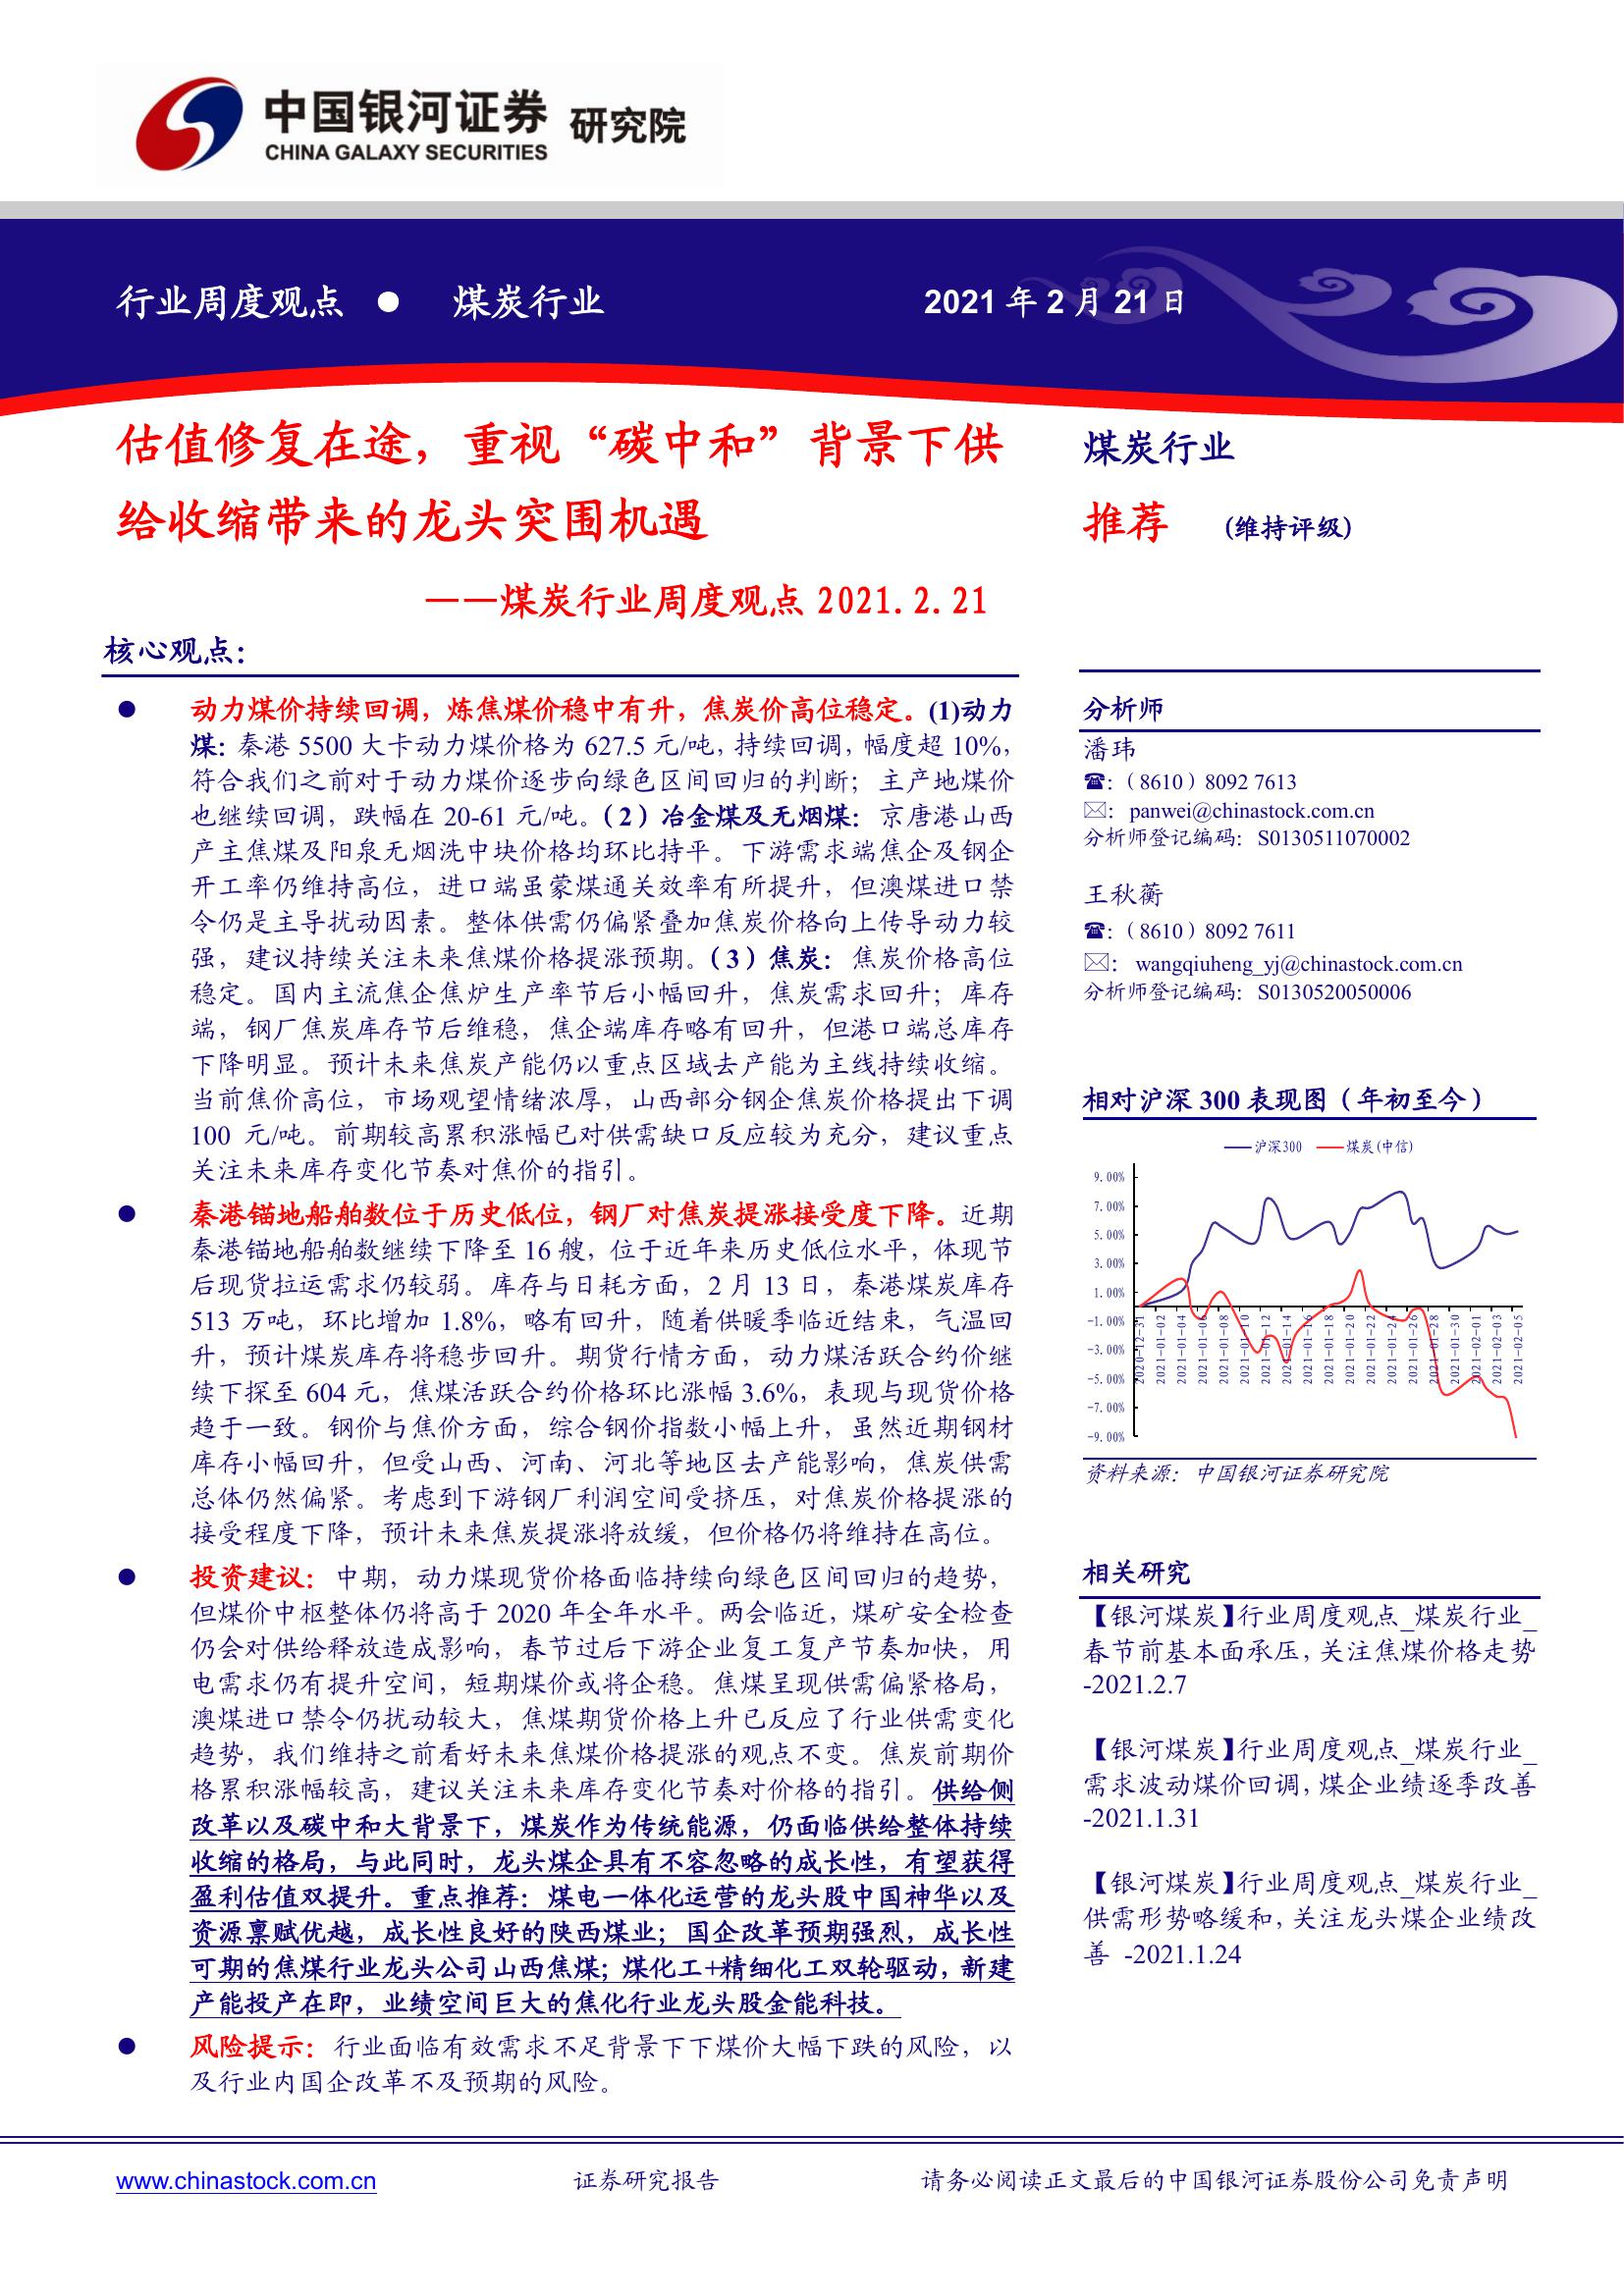 中国银河证券 研究院
CHINA GALAXY SECURITIES
行业周度观点 ● 煤炭行业
2021 年 2 月 21 日
估值修复在途，重视“碳中和”背景下供
给收缩带来的龙头突围机遇
——煤炭行业周度观点 2021.2.21
核心观点：
● 动力煤价持续回调，炼焦煤价稳中有升，焦炭价高位稳定。(1)动力
煤：秦港 5500 大卡动力煤价格为 627.5 元/吨，持续回调，幅度超 10%，
符合我们之前对于动力煤价逐步向绿色区间回归的判断；主产地煤价
也继续回调，跌幅在 20-61 元/吨。（2）冶金煤及无烟煤：京唐港山西
产主焦煤及阳泉无烟洗中块价格均环比持平。下游需求端焦企及钢企
开工率仍维持高位，进口端虽蒙煤通关效率有所提升，但澳煤进口禁
令仍是主导扰动因素。整体供需仍偏紧叠加焦炭价格向上传导动力较
强，建议持续关注未来焦煤价格提涨预期。（3）焦炭：焦炭价格高位
稳定。国内主流焦企焦炉生产率节后小幅回升，焦炭需求回升；库存
端，钢厂焦炭库存节后维稳，焦企端库存略有回升，但港口端总库存
下降明显。预计未来焦炭产能仍以重点区域去产能为主线持续收缩。
当前焦价高位，市场观望情绪浓厚，山西部分钢企焦炭价格提出下调
100 元/吨。前期较高累积涨幅已对供需缺口反应较为充分，建议重点
关注未来库存变化节奏对焦价的指引。
● 秦港锚地船舶数位于历史低位，钢厂对焦炭提涨接受度下降。近期
秦港锚地船舶数继续下降至 16 艘，位于近年来历史低位水平，体现节
后现货拉运需求仍较弱。库存与日耗方面，2 月 13 日，秦港煤炭库存
513 万吨，环比增加 1.8%，略有回升，随着供暖季临近结束，气温回
升，预计煤炭库存将稳步回升。期货行情方面，动力煤活跃合约价继
续下探至 604 元，焦煤活跃合约价格环比涨幅 3.6%，表现与现货价格
趋于一致。钢价与焦价方面，综合钢价指数小幅上升，虽然近期钢材
库存小幅回升，但受山西、河南、河北等地区去产能影响，焦炭供需
总体仍然偏紧。考虑到下游钢厂利润空间受挤压，对焦炭价格提涨的
接受程度下降，预计未来焦炭提涨将放缓，但价格仍将维持在高位。
● 投资建议：中期，动力煤现货价格面临持续向绿色区间回归的趋势，
但煤价中枢整体仍将高于 2020 年全年水平。两会临近，煤矿安全检查
仍会对供给释放造成影响，春节过后下游企业复工复产节奏加快，用
电需求仍有提升空间，短期煤价或将企稳。焦煤呈现供需偏紧格局，
澳煤进口禁令仍扰动较大，焦煤期货价格上升已反应了行业供需变化
趋势，我们维持之前看好未来焦煤价格提涨的观点不变。焦炭前期价
格累积涨幅较高，建议关注未来库存变化节奏对价格的指引。供给侧
改革以及碳中和大背景下，煤炭作为传统能源，仍面临供给整体持续
收缩的格局，与此同时，龙头煤企具有不容忽略的成长性，有望获得
盈利估值双提升。重点推荐：煤电一体化运营的龙头股中国神华以及
资源禀赋优越，成长性良好的陕西煤业；国企改革预期强烈，成长性
可期的焦煤行业龙头公司山西焦煤；煤化工+精细化工双轮驱动，新建
产能投产在即，业绩空间巨大的焦化行业龙头股金能科技。
● 风险提示：行业面临有效需求不足背景下下煤价大幅下跌的风险，以
及行业内国企改革不及预期的风险。
煤炭行业
推荐 (维持评级)
分析师
潘玮
☎:（8610）8092 7613
✉: panwei@chinastock.com.cn
分析师登记编码：S0130511070002
王秋蘅
☎:（8610）8092 7611
✉: wangqiuheng_yj@chinastock.com.cn
分析师登记编码：S0130520050006
相对沪深 300 表现图（年初至今）
沪深300 煤炭(中信)
9.00%
7.00%
5.00%
3.00%
1.00%
-1.00%
-3.00%
-5.00%
-7.00%
-9.00%
2020-12-31
2021-01-02
2021-01-04
2021-01-06
2021-01-08
2021-01-10
2021-01-12
2021-01-14
2021-01-16
2021-01-18
2021-01-20
2021-01-22
2021-01-24
2021-01-26
2021-01-28
2021-01-30
2021-02-01
2021-02-03
2021-02-05
资料来源：中国银河证券研究院
相关研究
【银河煤炭】行业周度观点_煤炭行业_
春节前基本面承压，关注焦煤价格走势
-2021.2.7
【银河煤炭】行业周度观点_煤炭行业_
需求波动煤价回调，煤企业绩逐季改善
-2021.1.31
【银河煤炭】行业周度观点_煤炭行业_
供需形势略缓和，关注龙头煤企业绩改
善 -2021.1.24
www.chinastock.com.cn
证券研究报告
请务必阅读正文最后的中国银河证券股份公司免责声明